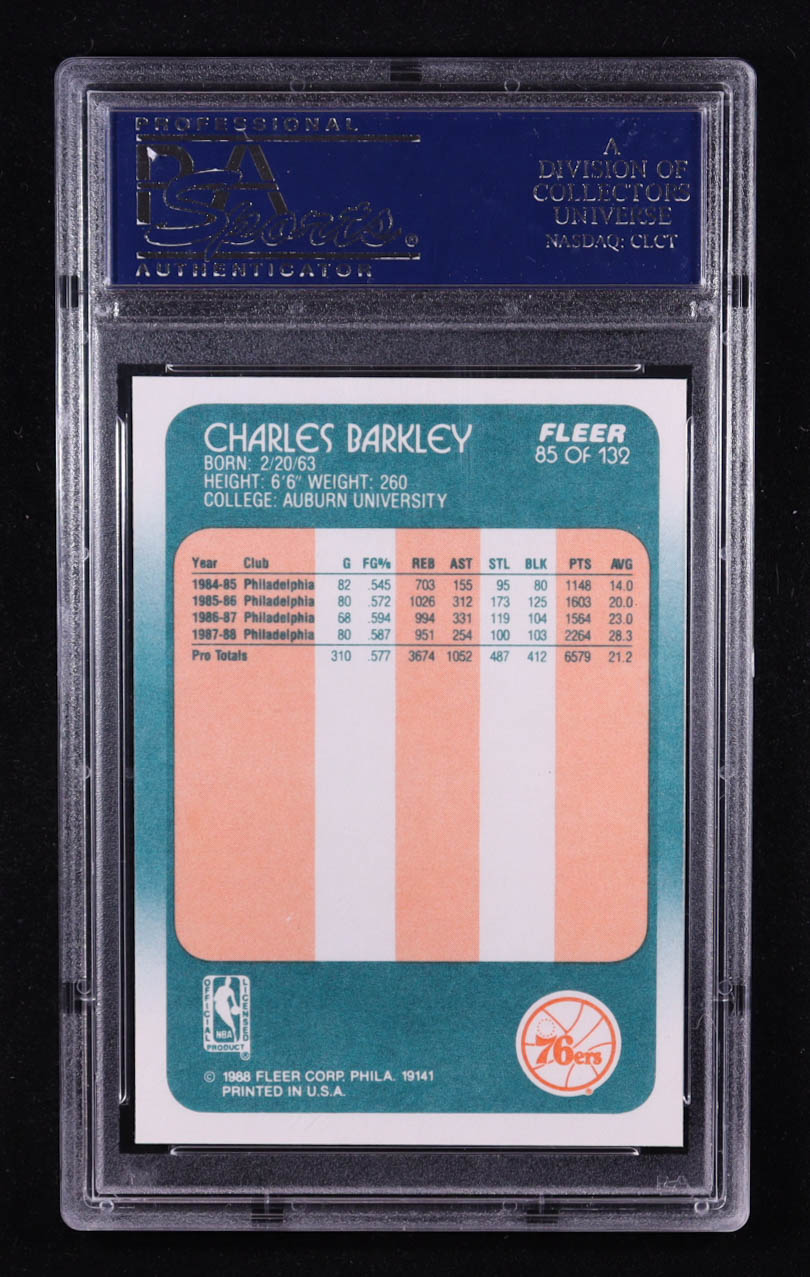 PROFESSIONAL
PSA
Sports®
AUTHENTICATOR
A
DIVISION OF
COLLECTORS
UNIVERSE
NASDAQ: CLCT
CHARLES BARKLEY
BORN: 2/20/63
HEIGHT: 6'6" WEIGHT: 260
COLLEGE: AUBURN UNIVERSITY
FLEER
85 OF 132
Year Club G FG% REB AST STL BLK PTS AVG
1984-85 Philadelphia 82 .545 703 155 95 80 1148 14.0
1985-86 Philadelphia 80 .572 1026 312 173 125 1603 20.0
1986-87 Philadelphia 68 .594 994 331 119 104 1564 23.0
1987-88 Philadelphia 80 .587 951 254 100 103 2264 28.3
Pro Totals 310 .577 3674 1052 487 412 6579 21.2
OFFICIAL LICENSED
NBA
PRODUCT ®
76ers
© 1988 FLEER CORP. PHILA. 19141
PRINTED IN U.S.A.
PSA